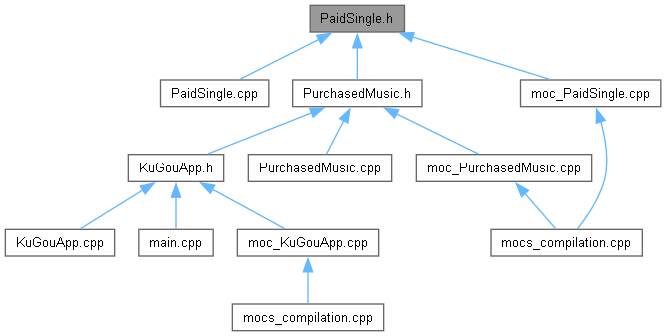 PaidSingle.h
PaidSingle.cpp
PurchasedMusic.h
moc_PaidSingle.cpp
KuGouApp.h
PurchasedMusic.cpp
moc_PurchasedMusic.cpp
KuGouApp.cpp
main.cpp
moc_KuGouApp.cpp
mocs_compilation.cpp
mocs_compilation.cpp